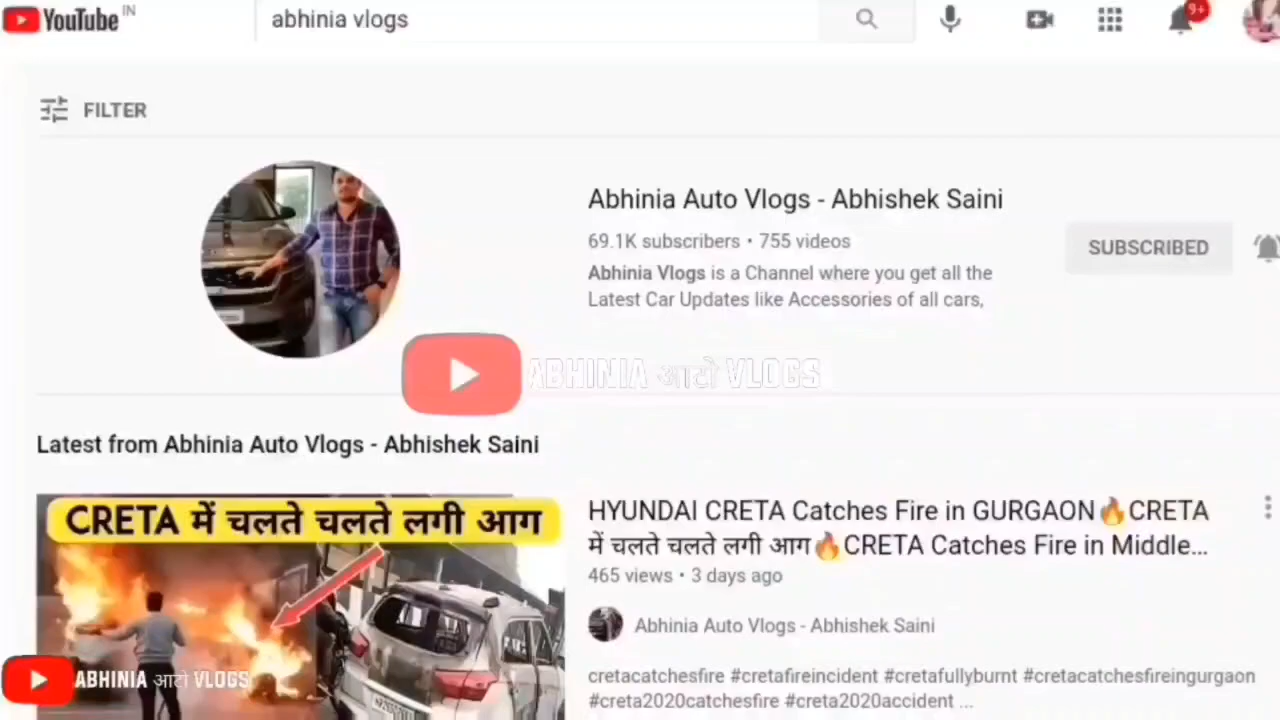 YouTube IN
abhinia vlogs
9+
FILTER
Abhinia Auto Vlogs - Abhishek Saini
69.1K subscribers • 755 videos
SUBSCRIBED
Abhinia Vlogs is a Channel where you get all the
Latest Car Updates like Accessories of all cars,
ABHINIA आटो VLOGS
Latest from Abhinia Auto Vlogs - Abhishek Saini
CRETA में चलते चलते लगी आग
HYUNDAI CRETA Catches Fire in GURGAON🔥CRETA
में चलते चलते लगी आग🔥CRETA Catches Fire in Middle...
465 views • 3 days ago
Abhinia Auto Vlogs - Abhishek Saini
cretacatchesfire #cretafireincident #cretafullyburnt #cretacatchesfireingurgaon
#creta2020catchesfire #creta2020accident ...
ABHINIA आटो VLOGS